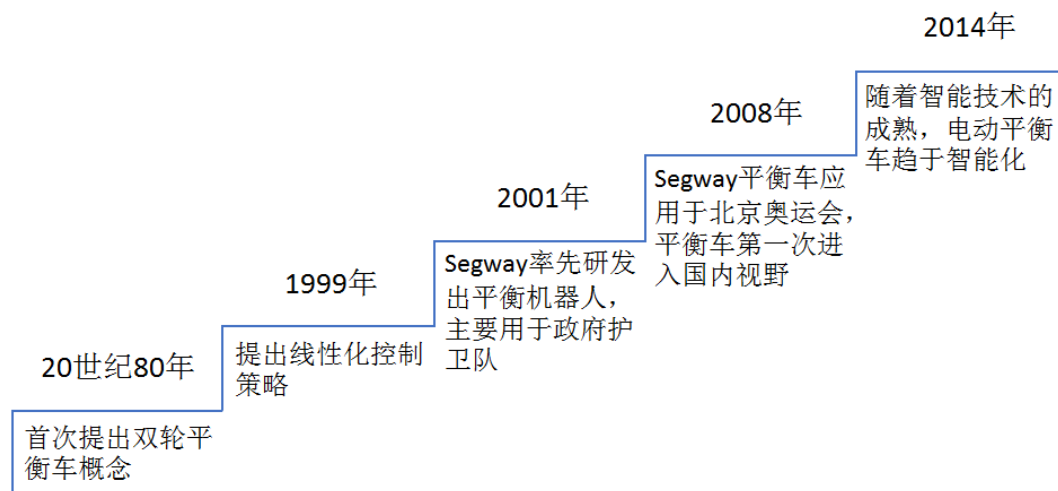 20世纪80年
首次提出双轮平
衡车概念
1999年
提出线性化控制
策略
2001年
Segway率先研发
出平衡机器人，
主要用于政府护
卫队
2008年
Segway平衡车应
用于北京奥运会，
平衡车第一次进
入国内视野
2014年
随着智能技术的
成熟，电动平衡
车趋于智能化